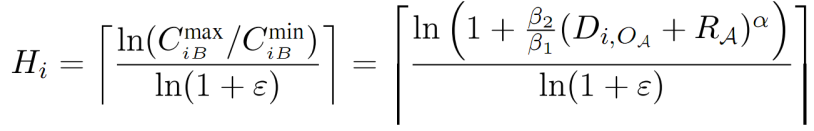 $H_i = \left\lceil \frac{\ln(C_{iB}^{\max}/C_{iB}^{\min})}{\ln(1+\varepsilon)} \right\rceil = \left\lceil \frac{\ln\left(1+\frac{\beta_2}{\beta_1}(D_{i,O_{\mathcal{A}}}+R_{\mathcal{A}})^{\alpha}\right)}{\ln(1+\varepsilon)} \right\rceil$